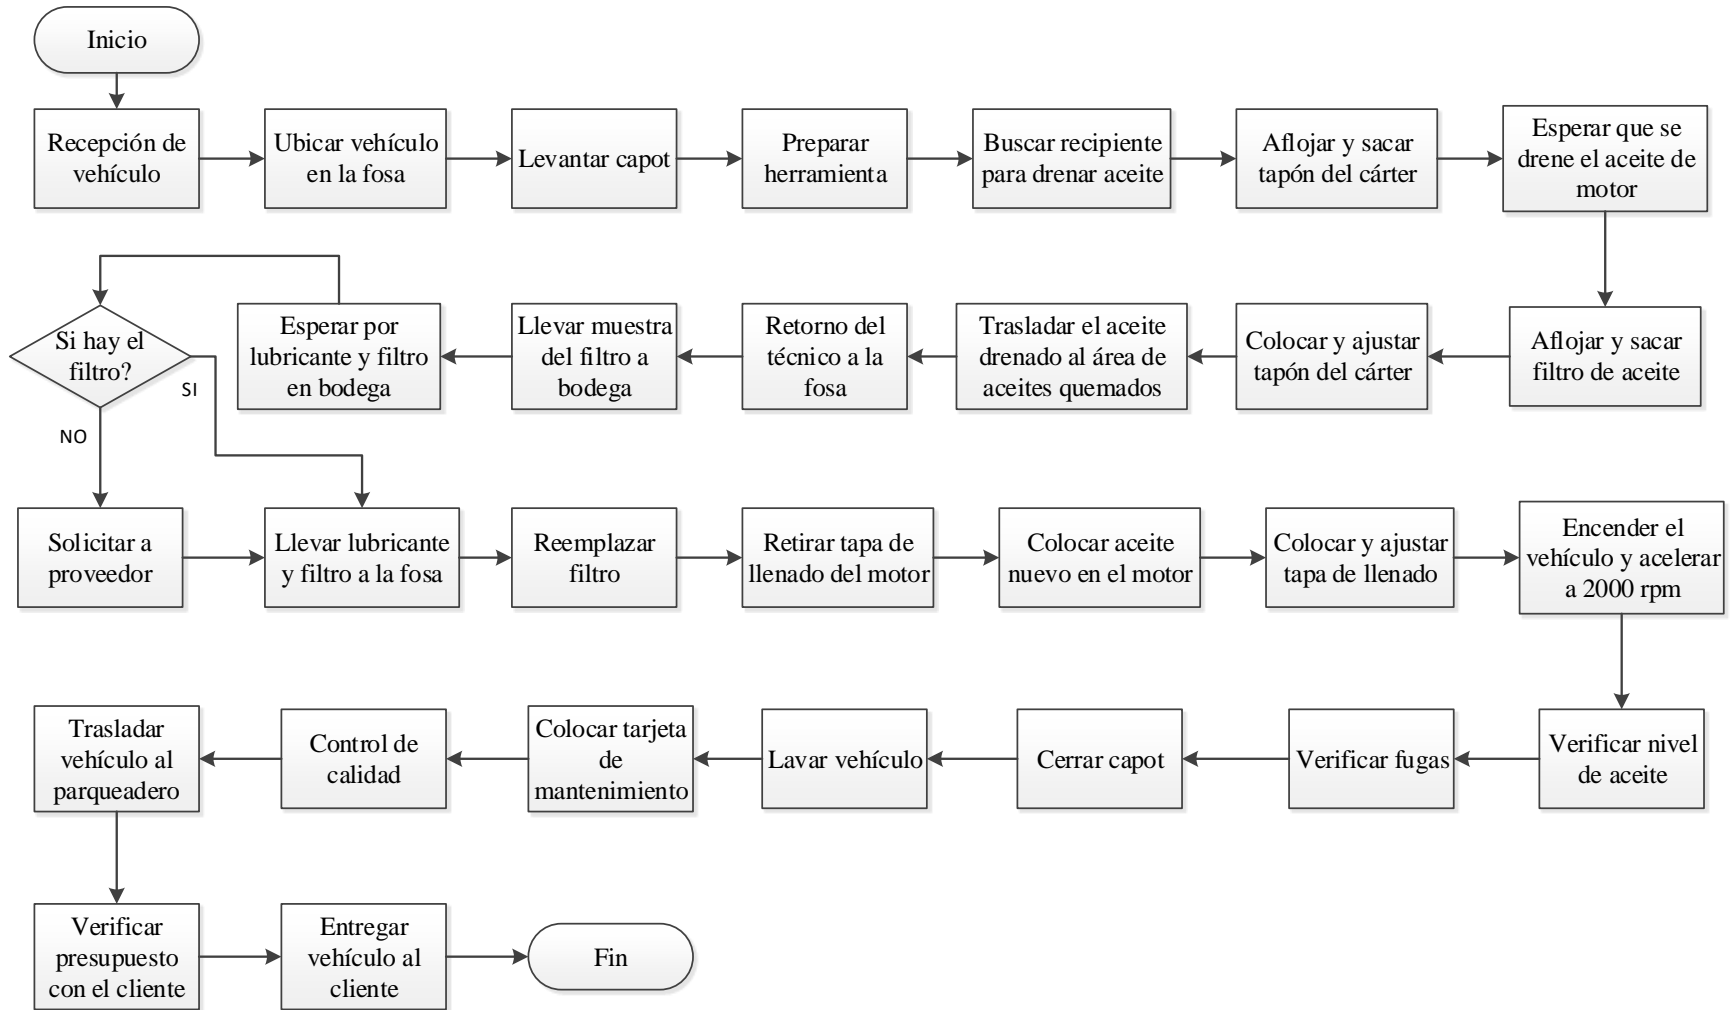 Inicio
Recepción de
vehículo
Ubicar vehículo
en la fosa
Levantar capot
Preparar
herramienta
Buscar recipiente
para drenar aceite
Aflojar y sacar
tapón del cárter
Esperar que se
drene el aceite de
motor
Aflojar y sacar
filtro de aceite
Colocar y ajustar
tapón del cárter
Trasladar el aceite
drenado al área de
aceites quemados
Retorno del
técnico a la
fosa
Llevar muestra
del filtro a
bodega
Esperar por
lubricante y filtro
en bodega
Si hay el
filtro?
SI
NO
Solicitar a
proveedor
Llevar lubricante
y filtro a la fosa
Reemplazar
filtro
Retirar tapa de
llenado del motor
Colocar aceite
nuevo en el motor
Colocar y ajustar
tapa de llenado
Encender el
vehículo y acelerar
a 2000 rpm
Verificar nivel
de aceite
Verificar fugas
Cerrar capot
Lavar vehículo
Colocar tarjeta
de
mantenimiento
Control de
calidad
Trasladar
vehículo al
parqueadero
Verificar
presupuesto
con el cliente
Entregar
vehículo al
cliente
Fin